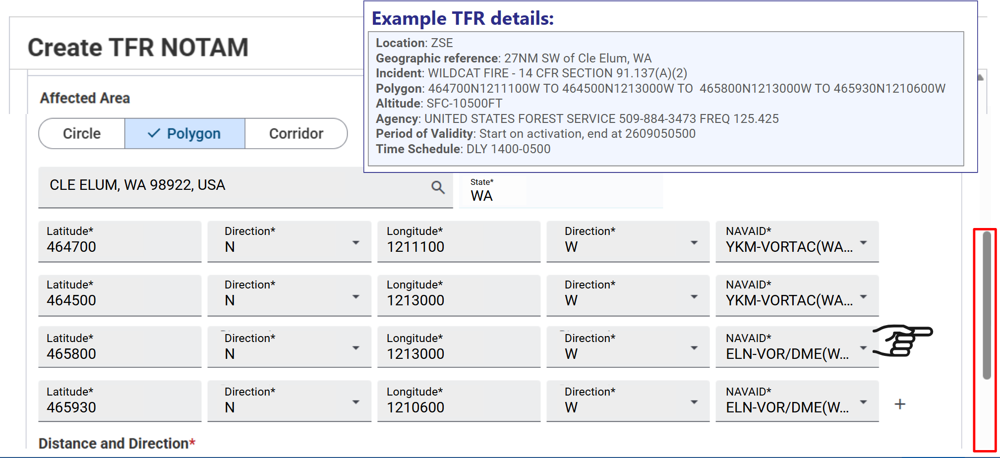 Example TFR details:
Location: ZSE
Geographic reference: 27NM SW of Cle Elum, WA
Incident: WILDCAT FIRE - 14 CFR SECTION 91.137(A)(2)
Polygon: 464700N1211100W TO 464500N1213000W TO  465800N1213000W TO 465930N1210600W
Altitude: SFC-10500FT
Agency: UNITED STATES FOREST SERVICE 509-884-3473 FREQ 125.425
Period of Validity: Start on activation, end at 2609050500
Time Schedule: DLY 1400-0500
Create TFR NOTAM
Affected Area
Circle Polygon Corridor
CLE ELUM, WA 98922, USA
State*
WA
Latitude* Direction* Longitude* Direction* NAVAID*
464700 N 1211100 W YKM-VORTAC(WA...
Latitude* Direction* Longitude* Direction* NAVAID*
464500 N 1213000 W YKM-VORTAC(WA...
Latitude* Direction* Longitude* Direction* NAVAID*
465800 N 1213000 W ELN-VOR/DME(W...
Latitude* Direction* Longitude* Direction* NAVAID*
465930 N 1210600 W ELN-VOR/DME(W... +
Distance and Direction*